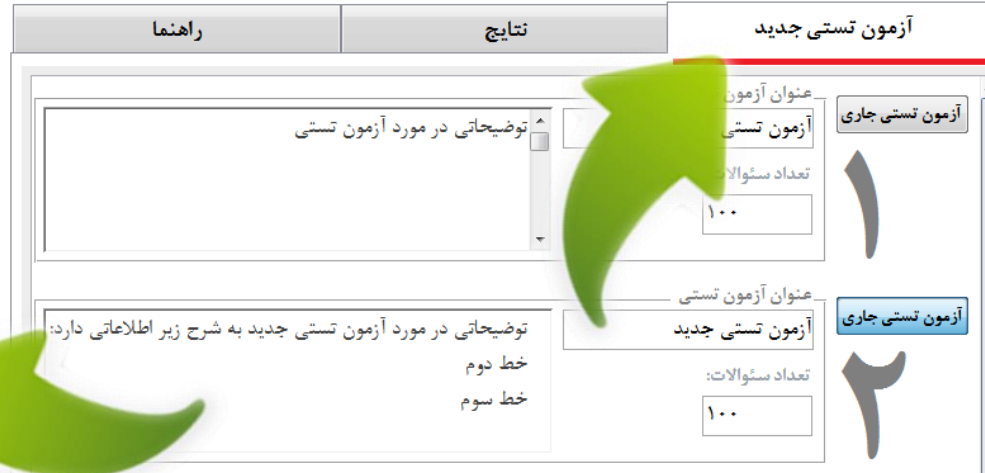 آزمون تستی جدید
نتایج
راهنما
آزمون تستی جاری
۱
عنوان آزمون
آزمون تستی
تعداد سئوالات
۱۰۰
توضیحاتی در مورد آزمون تستی
آزمون تستی جاری
۲
عنوان آزمون تستی
آزمون تستی جدید
تعداد سئوالات:
۱۰۰
توضیحاتی در مورد آزمون تستی جدید به شرح زیر اطلاعاتی دارد:
خط دوم
خط سوم